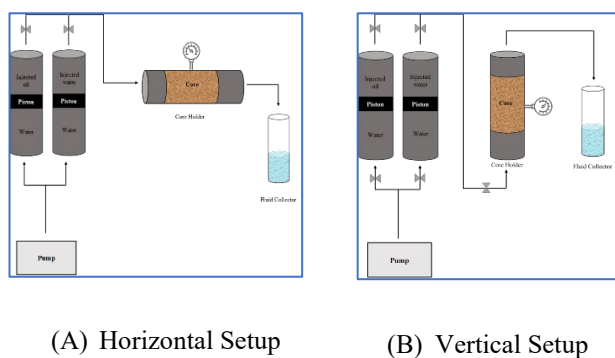 Injected
oil
Piston
Water
Injected
water
Piston
Water
Core
Core Holder
Fluid Collector
Pump
(A) Horizontal Setup
Injected
oil
Piston
Water
Injected
water
Piston
Water
Core
Core Holder
Fluid Collector
Pump
(B) Vertical Setup